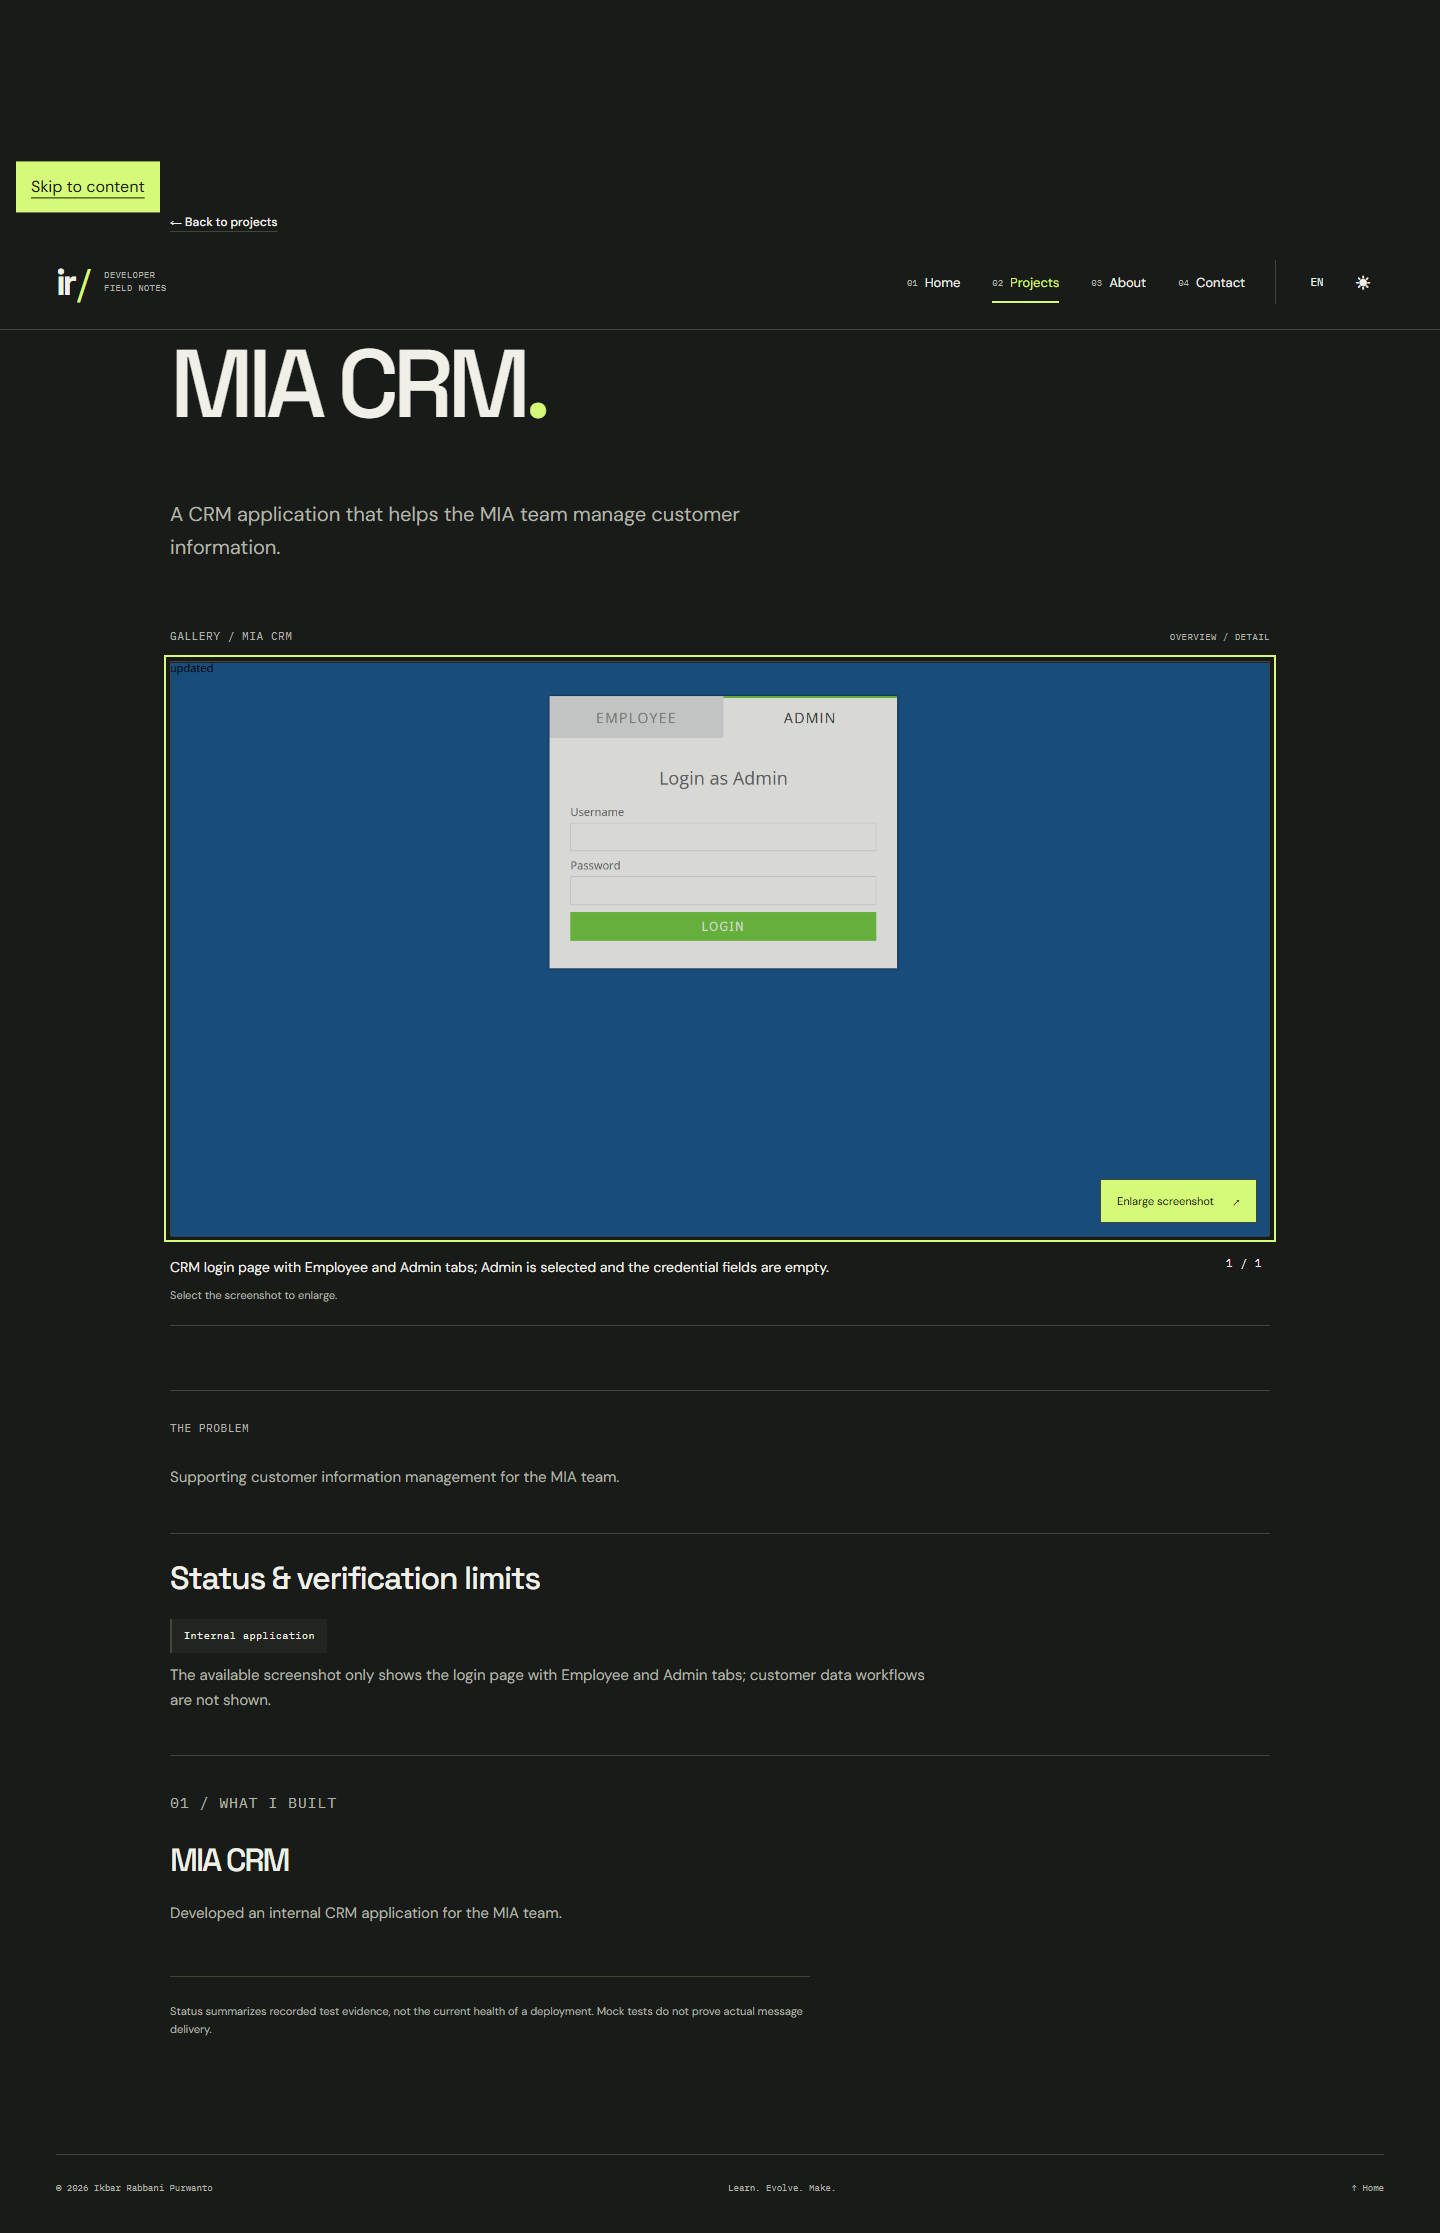 Skip to content
← Back to projects
ir/
DEVELOPER
FIELD NOTES
01 Home
02 Projects
03 About
04 Contact
EN
MIA CRM.
A CRM application that helps the MIA team manage customer
information.
GALLERY / MIA CRM
OVERVIEW / DETAIL
updated
EMPLOYEE
ADMIN
Login as Admin
Username
Password
LOGIN
Enlarge screenshot ↗
CRM login page with Employee and Admin tabs; Admin is selected and the credential fields are empty.
1 / 1
Select the screenshot to enlarge.
THE PROBLEM
Supporting customer information management for the MIA team.
Status & verification limits
Internal application
The available screenshot only shows the login page with Employee and Admin tabs; customer data workflows
are not shown.
01 / WHAT I BUILT
MIA CRM
Developed an internal CRM application for the MIA team.
Status summarizes recorded test evidence, not the current health of a deployment. Mock tests do not prove actual message
delivery.
© 2026 Ikbar Rabbani Purwanto
Learn. Evolve. Make.
↑ Home